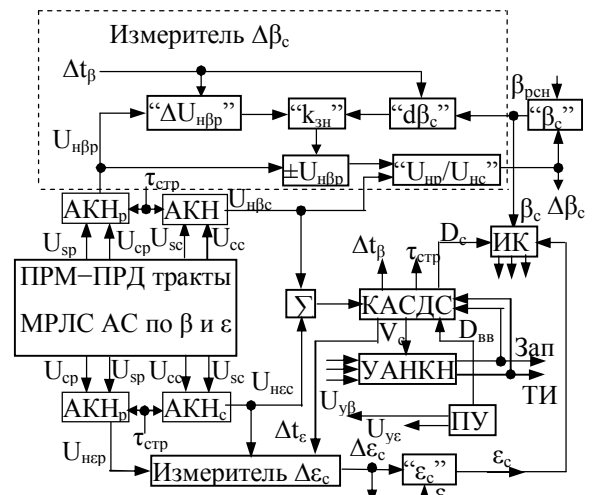 Измеритель Δβс
Δtβ
βрсн
“ΔUнβр” “kзн” “dβс” “βс”
Uнβр
±Uнβр “Uнр/Uнс”
τстр Uнβс
АКНр АКН βс Δβс
Usр Uср Usс Uсс Δtβ τстр Dс ИК
ПРМ−ПРД тракты
МРЛС АС по β и ε
∑ КАСДС
Vс Dвв Зап
УАНКН
Uср Usр Uсс Usс Uнεс ТИ
АКНр АКНс Uуβ ПУ
τстр Δtε Uуε
Uнεр Δεс εс
Измеритель Δεс “εс”